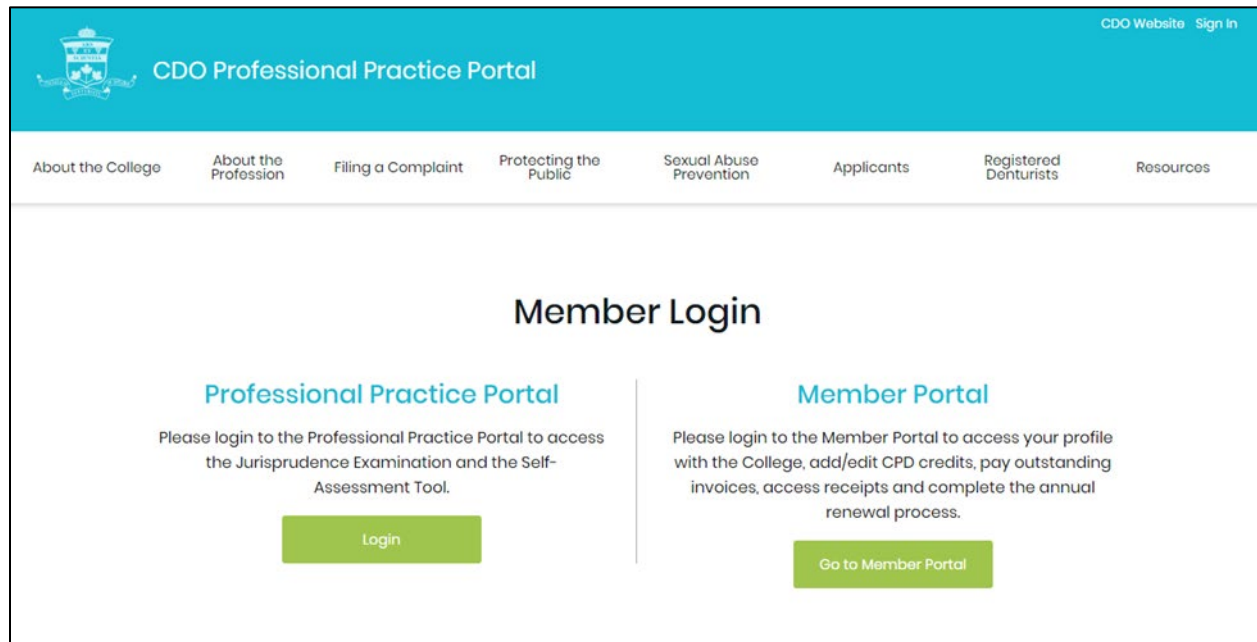 CDO Website Sign In
CDO Professional Practice Portal
About the College
About the
Profession
Filing a Complaint
Protecting the
Public
Sexual Abuse
Prevention
Applicants
Registered
Denturists
Resources
Member Login
Professional Practice Portal
Please login to the Professional Practice Portal to access
the Jurisprudence Examination and the Self-
Assessment Tool.
Login
Member Portal
Please login to the Member Portal to access your profile
with the College, add/edit CPD credits, pay outstanding
invoices, access receipts and complete the annual
renewal process.
Go to Member Portal